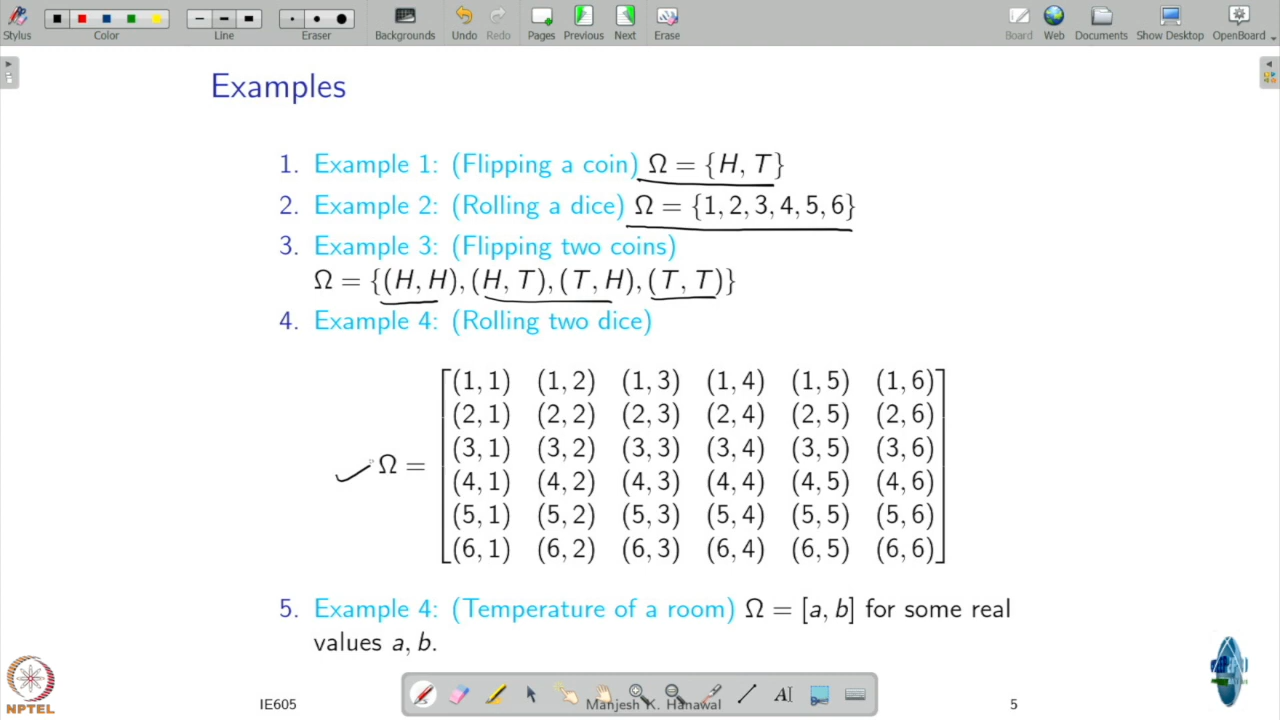 Stylus Color Line Eraser Backgrounds Undo Redo Pages Previous Next Erase Board Web Documents Show Desktop OpenBoard
Examples
1. Example 1: (Flipping a coin) Ω = {H, T}
2. Example 2: (Rolling a dice) Ω = {1, 2, 3, 4, 5, 6}
3. Example 3: (Flipping two coins)
Ω = {(H, H), (H, T), (T, H), (T, T)}
4. Example 4: (Rolling two dice)
(1, 1) (1, 2) (1, 3) (1, 4) (1, 5) (1, 6)
(2, 1) (2, 2) (2, 3) (2, 4) (2, 5) (2, 6)
(3, 1) (3, 2) (3, 3) (3, 4) (3, 5) (3, 6)
Ω =
(4, 1) (4, 2) (4, 3) (4, 4) (4, 5) (4, 6)
(5, 1) (5, 2) (5, 3) (5, 4) (5, 5) (5, 6)
(6, 1) (6, 2) (6, 3) (6, 4) (6, 5) (6, 6)
5. Example 4: (Temperature of a room) Ω = [a, b] for some real
values a, b.
NPTEL IE605 Manjesh K. Hanawal 5